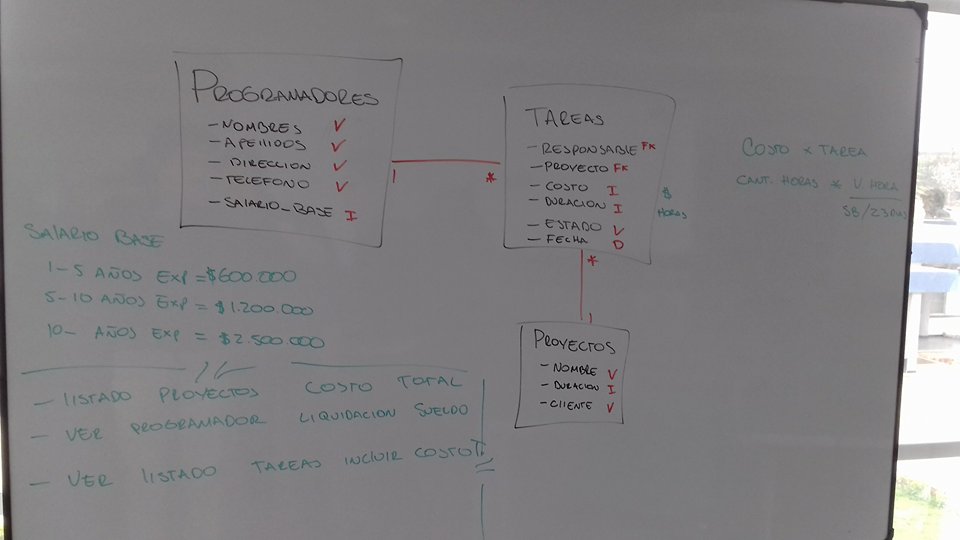 PROGRAMADORES
- NOMBRES V
- APEllIDOS V
- DIRECCION V
- TELEFONO V
- SALARIO_BASE I
1 *
TAREAS
- RESPONSABLE FK
- PROYECTO FK
- COSTO I $
- DURACION I HORAS
- ESTADO V
- FECHA D
*
1
PROYECTOS
- NOMBRE V
- DURACION I
- CLIENTE V
COSTO x TAREA
CANT. HORAS * V HORA
SB/23
SALARIO BASE
1-5 AÑOS EXP = $600.000
5-10 AÑOS EXP = $1.200.000
10- AÑOS EXP = $2.500.000
- LISTADO PROYECTOS COSTO TOTAL
- VER PROGRAMADOR LIQUIDACION SUELDO
- VER LISTADO TAREAS INCLUIR COSTO